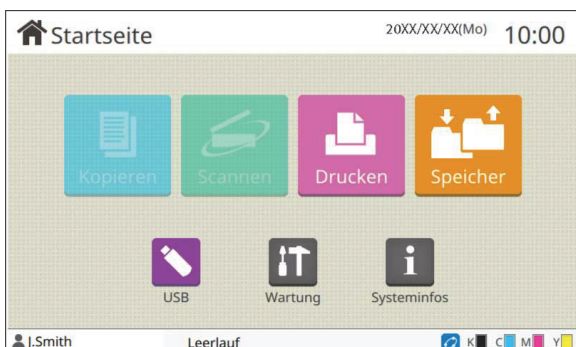 Startseite
20XX/XX/XX(Mo) 10:00
Kopieren Scannen Drucken Speicher
USB Wartung Systeminfos
J.Smith Leerlauf K C M Y